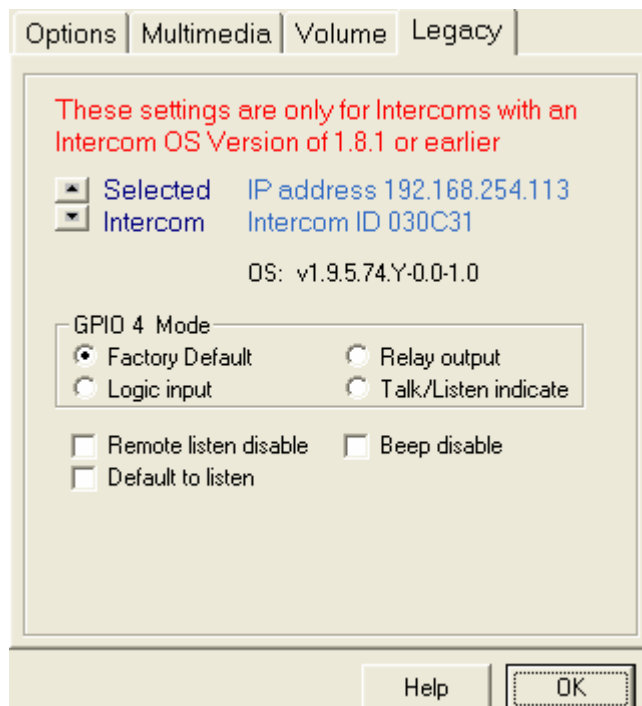 Options Multimedia Volume Legacy
These settings are only for Intercoms with an
Intercom OS Version of 1.8.1 or earlier
Selected IP address 192.168.254.113
Intercom Intercom ID 030C31
OS: v1.9.5.74.Y-0.0-1.0
GPIO 4 Mode
Factory Default Relay output
Logic input Talk/Listen indicate
Remote listen disable Beep disable
Default to listen
Help OK